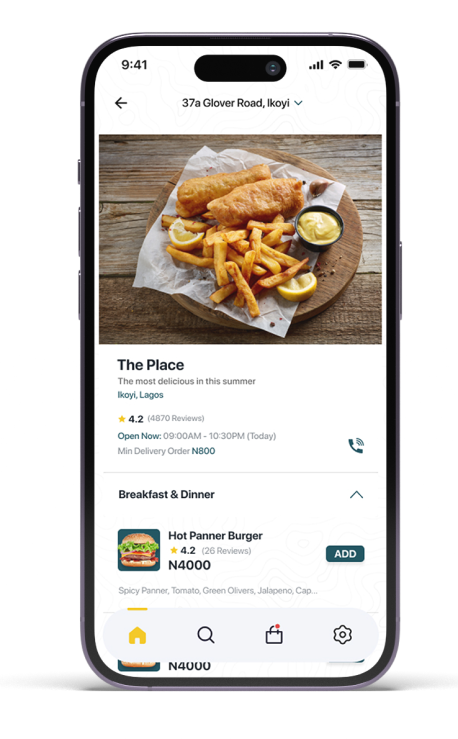 9:41
37a Glover Road, Ikoyi
The Place
The most delicious in this summer
Ikoyi, Lagos
4.2 (4870 Reviews)
Open Now: 09:00AM - 10:30PM (Today)
Min Delivery Order N800
Breakfast & Dinner
Hot Panner Burger
4.2 (26 Reviews)
N4000
ADD
Spicy Panner, Tomato, Green Olivers, Jalapeno, Cap...
N4000